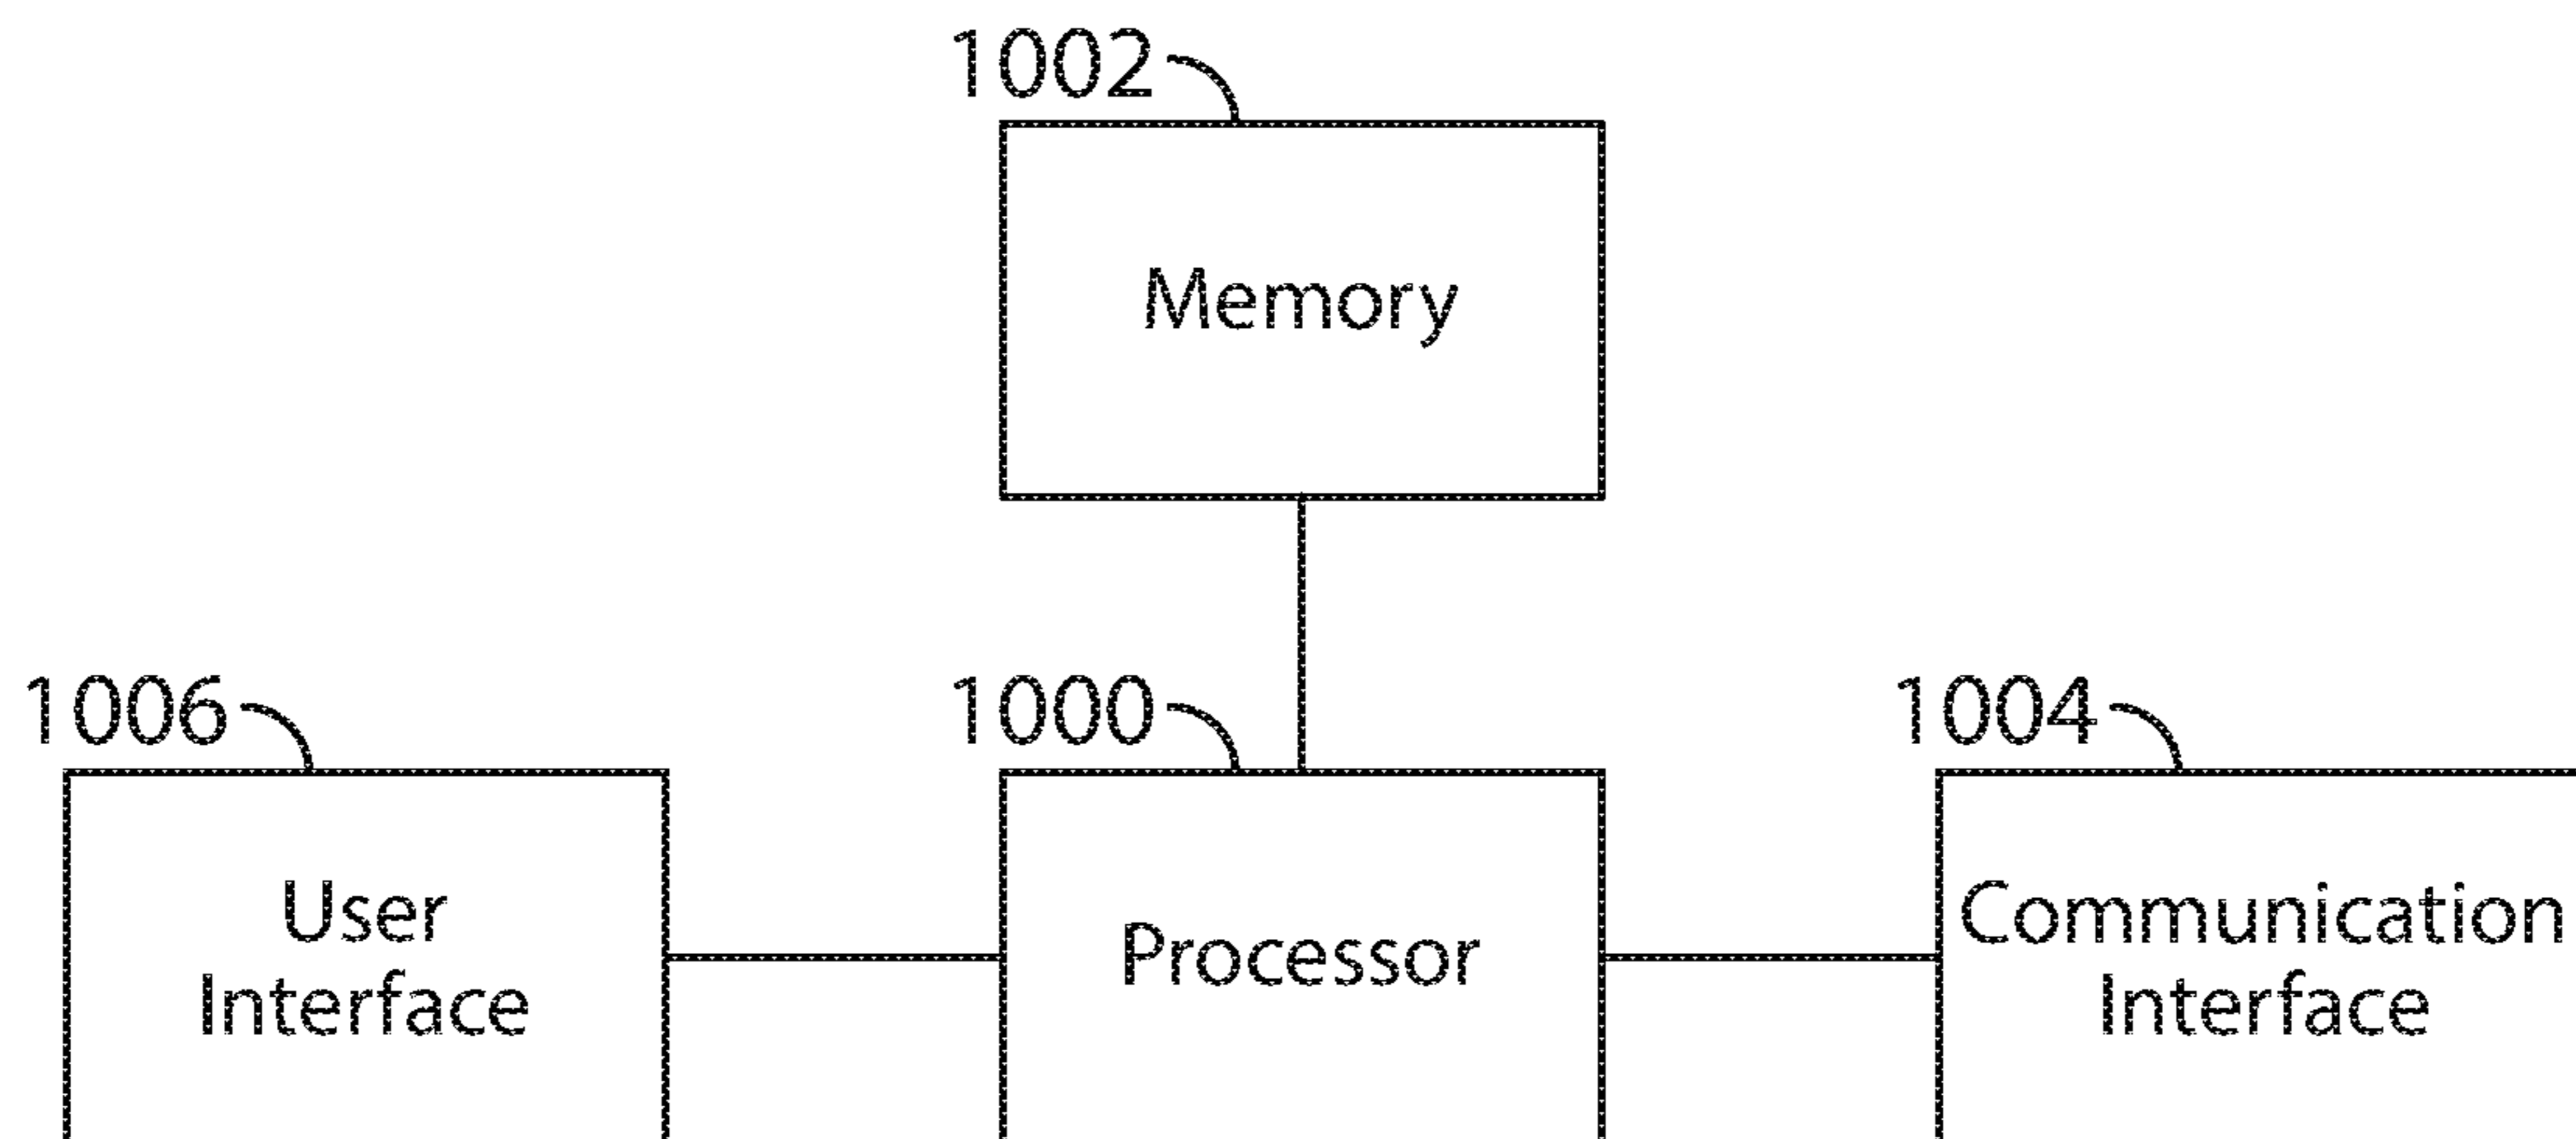 1002
Memory
1006
1000
1004
User
Interface
Processor
Communication
Interface